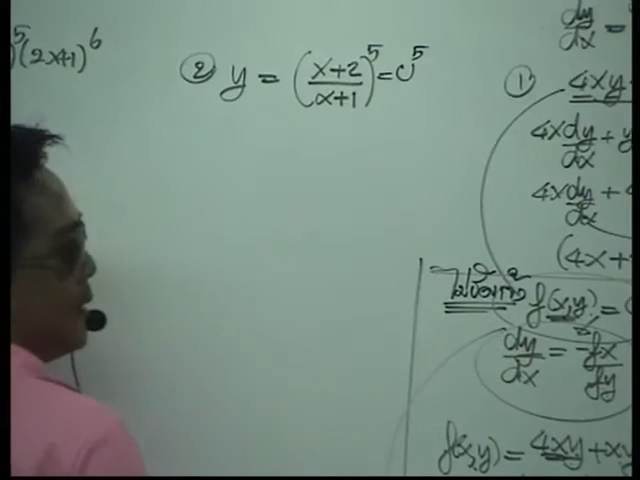 )⁵(2x+1)⁶
② y = (x+2/x+1)⁵ = U⁵
dy/dx =
① 4xy
4x dy/dx + y
4x dy/dx +
(4x+
f(x,y) =
dy/dx = -fx/fy
f(x,y) = 4xy + x